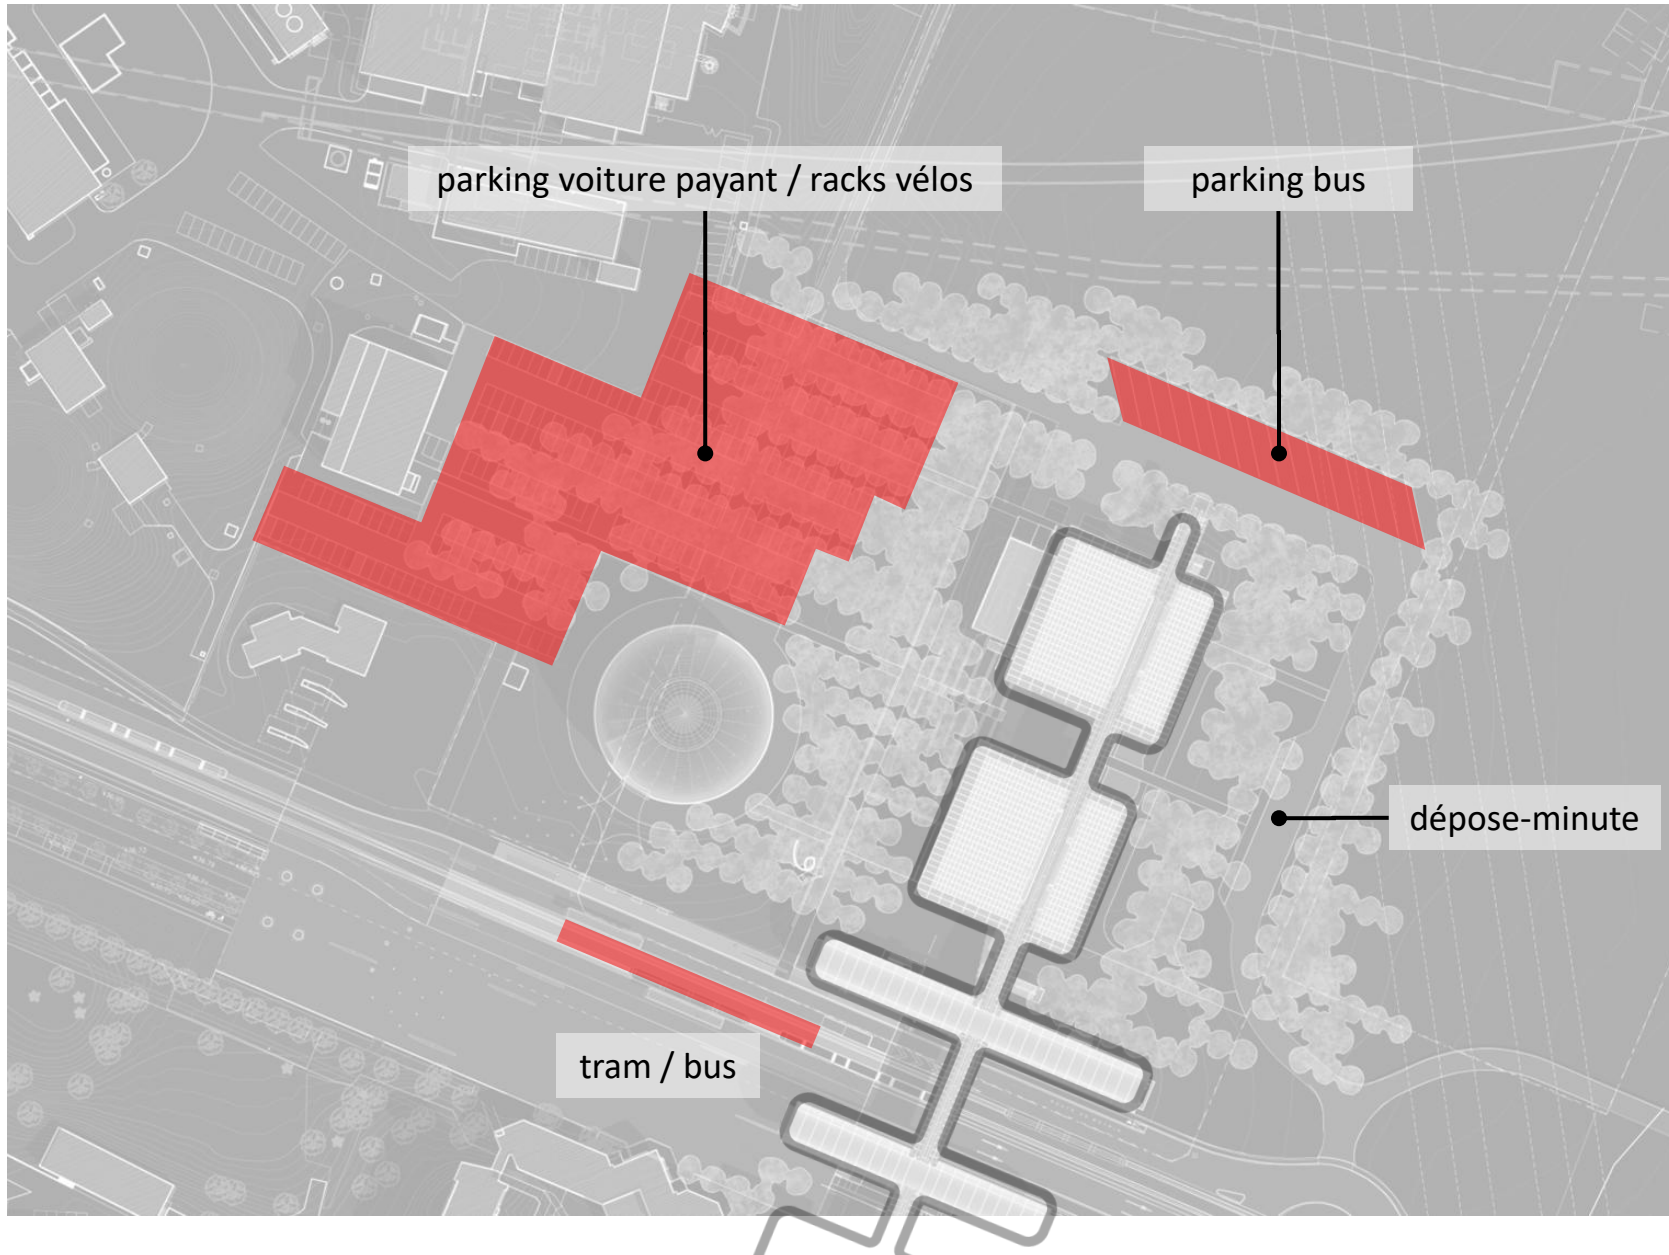 parking voiture payant / racks vélos
parking bus
dépose-minute
tram / bus